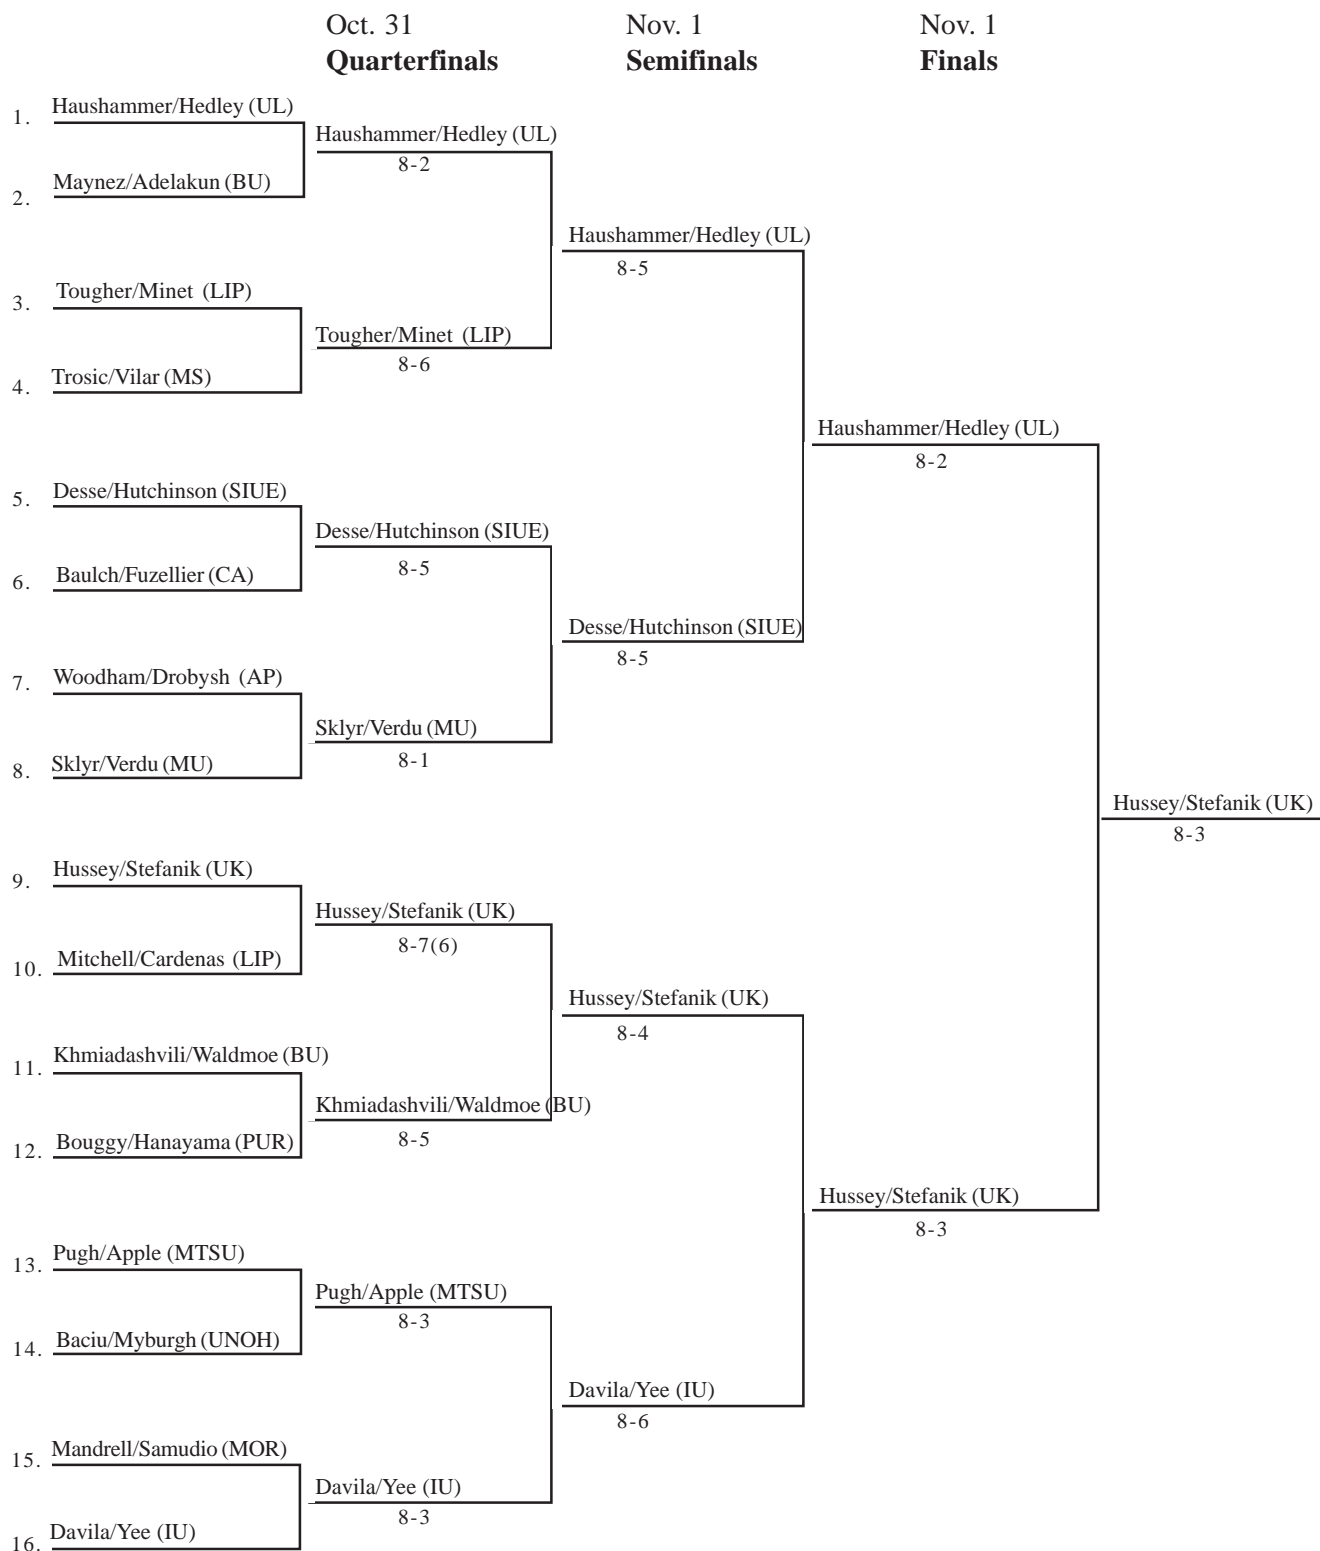 Oct. 31
Quarterfinals
Nov. 1
Semifinals
Nov. 1
Finals
1. Haushammer/Hedley (UL)
2. Maynez/Adelakun (BU)
3. Tougher/Minet (LIP)
4. Trosic/Vilar (MS)
5. Desse/Hutchinson (SIUE)
6. Baulch/Fuzellier (CA)
7. Woodham/Drobysh (AP)
8. Sklyr/Verdu (MU)
9. Hussey/Stefanik (UK)
10. Mitchell/Cardenas (LIP)
11. Khmiadashvili/Waldmoe (BU)
12. Bouggy/Hanayama (PUR)
13. Pugh/Apple (MTSU)
14. Baciu/Myburgh (UNOH)
15. Mandrell/Samudio (MOR)
16. Davila/Yee (IU)
Haushammer/Hedley (UL)
8-2
Tougher/Minet (LIP)
8-6
Desse/Hutchinson (SIUE)
8-5
Sklyr/Verdu (MU)
8-1
Hussey/Stefanik (UK)
8-7(6)
Khmiadashvili/Waldmoe (BU)
8-5
Pugh/Apple (MTSU)
8-3
Davila/Yee (IU)
8-3
Haushammer/Hedley (UL)
8-5
Desse/Hutchinson (SIUE)
8-5
Hussey/Stefanik (UK)
8-4
Davila/Yee (IU)
8-6
Haushammer/Hedley (UL)
8-2
Hussey/Stefanik (UK)
8-3
Hussey/Stefanik (UK)
8-3